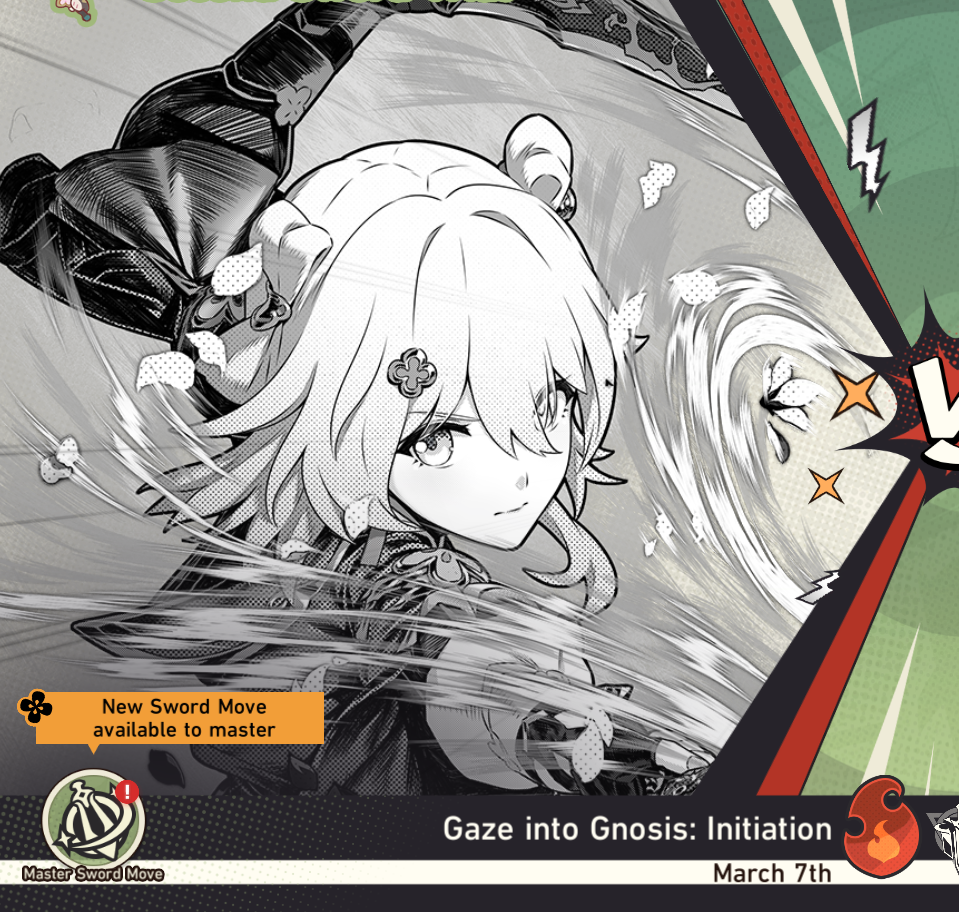 New Sword Move
available to master
Gaze into Gnosis: Initiation
Master Sword Move
March 7th